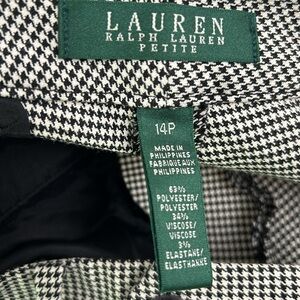 LAUREN
RALPH LAUREN
PETITE
14P
MADE IN
PHILIPPINES
FABRIQUE AUX
PHILIPPINES
63%
POLYESTER/
POLYESTER
34%
VISCOSE/
VISCOSE
3%
ELASTANE/
ELASTHANNE